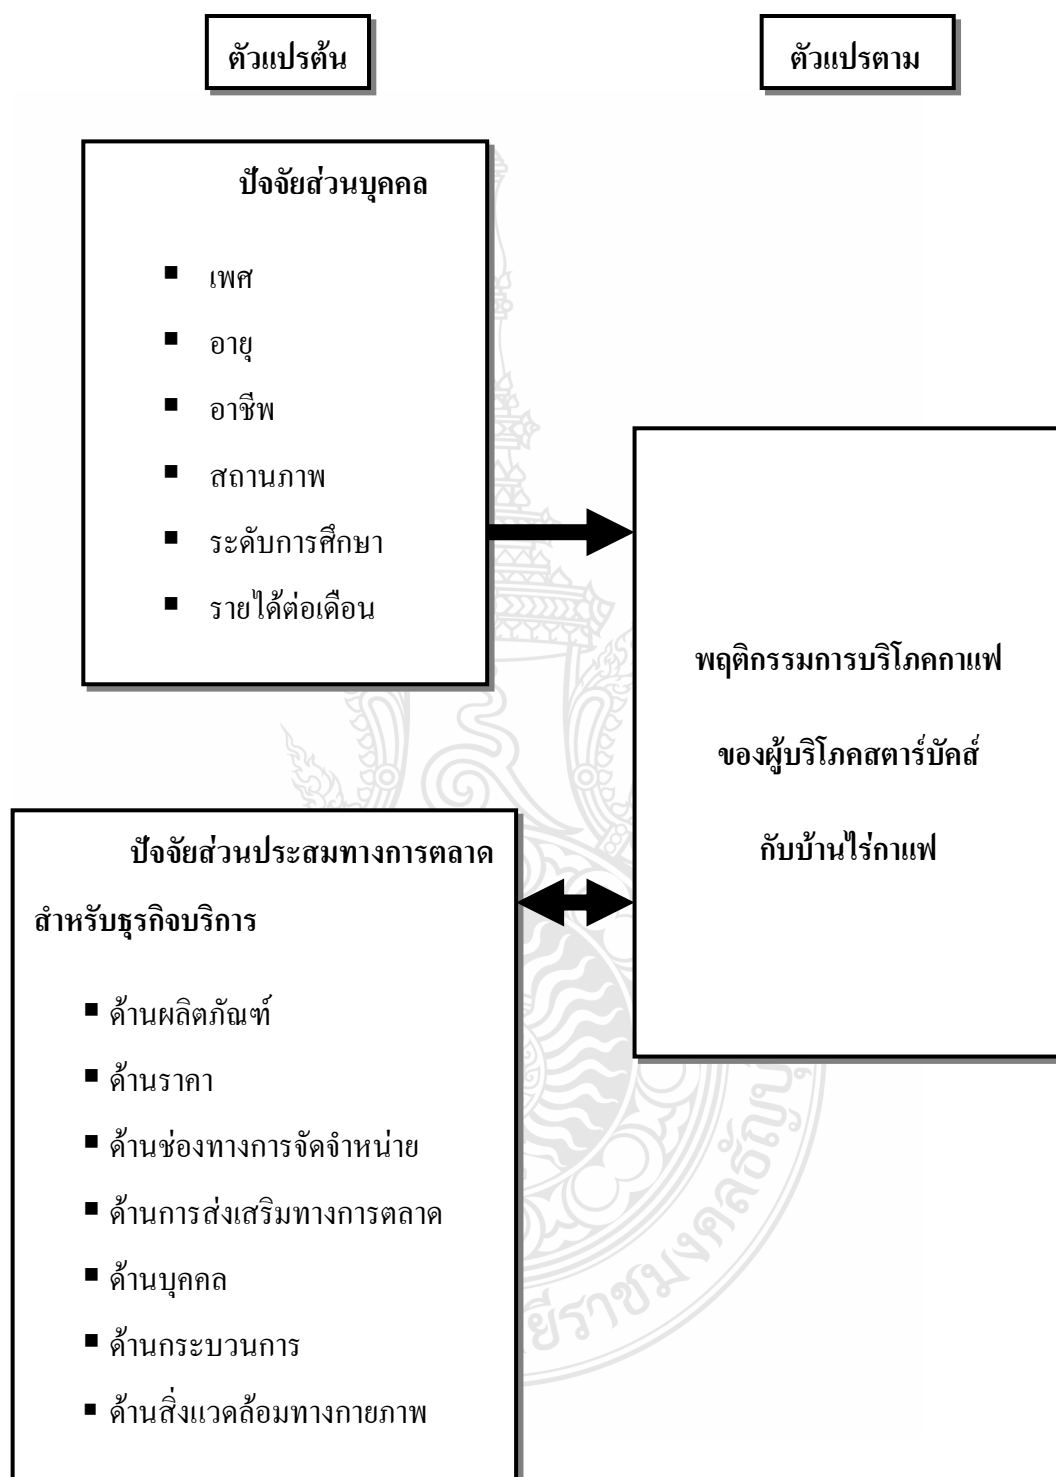 ตัวแปรต้น
ตัวแปรตาม
ปัจจัยส่วนบุคคล
▪ เพศ
▪ อายุ
▪ อาชีพ
▪ สถานภาพ
▪ ระดับการศึกษา
▪ รายได้ต่อเดือน
พฤติกรรมการบริโภคกาแฟ
ของผู้บริโภคสตาร์บัคส์
กับบ้านไร่กาแฟ
ปัจจัยส่วนประสมทางการตลาด
สำหรับธุรกิจบริการ
▪ ด้านผลิตภัณฑ์
▪ ด้านราคา
▪ ด้านช่องทางการจัดจำหน่าย
▪ ด้านการส่งเสริมทางการตลาด
▪ ด้านบุคคล
▪ ด้านกระบวนการ
▪ ด้านสิ่งแวดล้อมทางกายภาพ
ยีราชมงคลธัญบุ